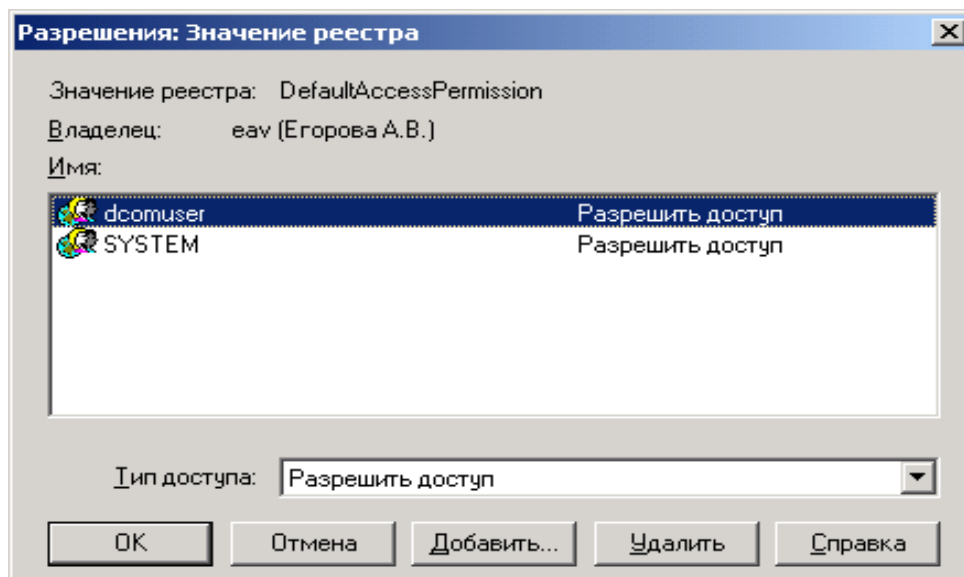 Разрешения: Значение реестра
Значение реестра: DefaultAccessPermission
Владелец: eav (Егорова А.В.)
Имя:
dcomuser Разрешить доступ
SYSTEM Разрешить доступ
Тип доступа: Разрешить доступ
OK Отмена Добавить... Удалить Справка